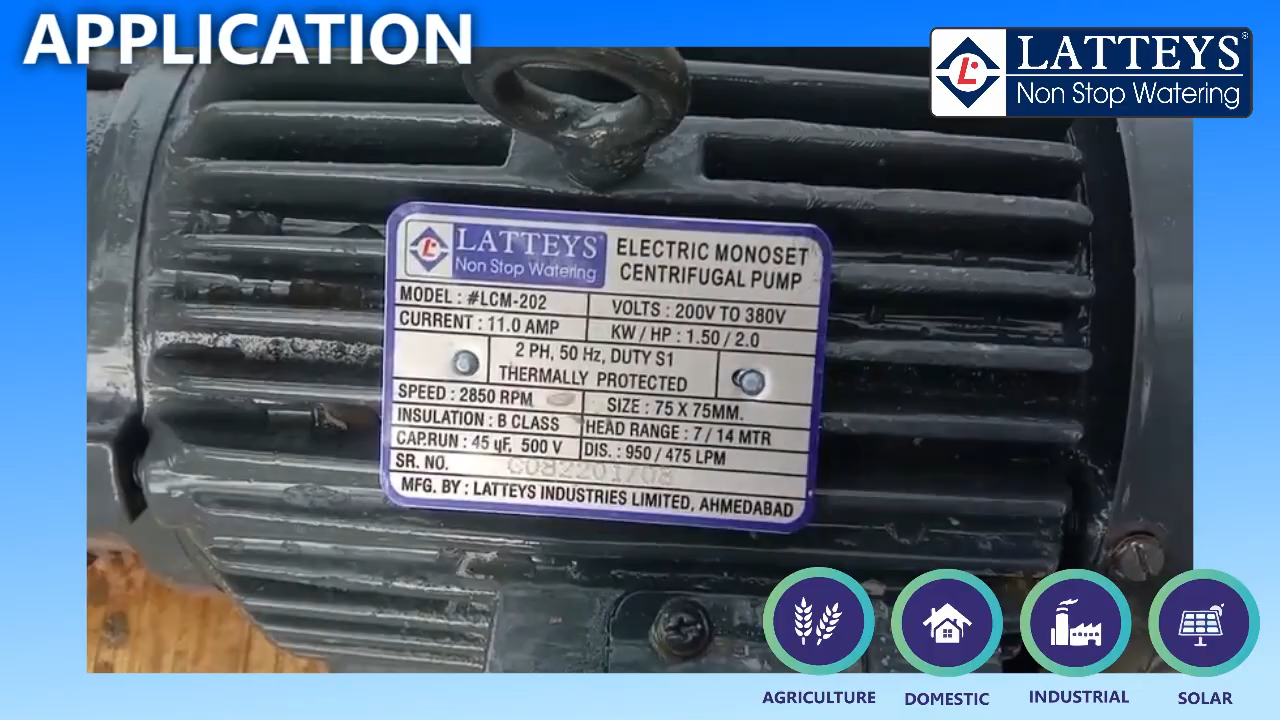 APPLICATION
LATTEYS®
Non Stop Watering
LATTEYS
Non Stop Watering
ELECTRIC MONOSET
CENTRIFUGAL PUMP
MODEL : #LCM-202
VOLTS : 200V TO 380V
CURRENT : 11.0 AMP
KW / HP : 1.50 / 2.0
2 PH, 50 Hz, DUTY S1
THERMALLY PROTECTED
SPEED : 2850 RPM
SIZE : 75 X 75MM.
INSULATION : B CLASS
HEAD RANGE : 7 / 14 MTR
CAP.RUN : 45 µF, 500 V
DIS. : 950 / 475 LPM
SR. NO.
MFG. BY : LATTEYS INDUSTRIES LIMITED, AHMEDABAD
AGRICULTURE
DOMESTIC
INDUSTRIAL
SOLAR